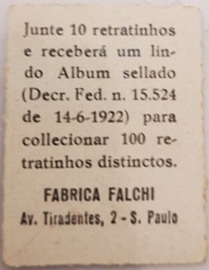 Junte 10 retratinhos
e receberá um lin-
do Album sellado
(Decr. Fed. n. 15.524
de 14-6-1922) para
collecionar 100 re-
tratinhos distinctos.
FABRICA FALCHI
Av. Tiradentes, 2 - S. Paulo